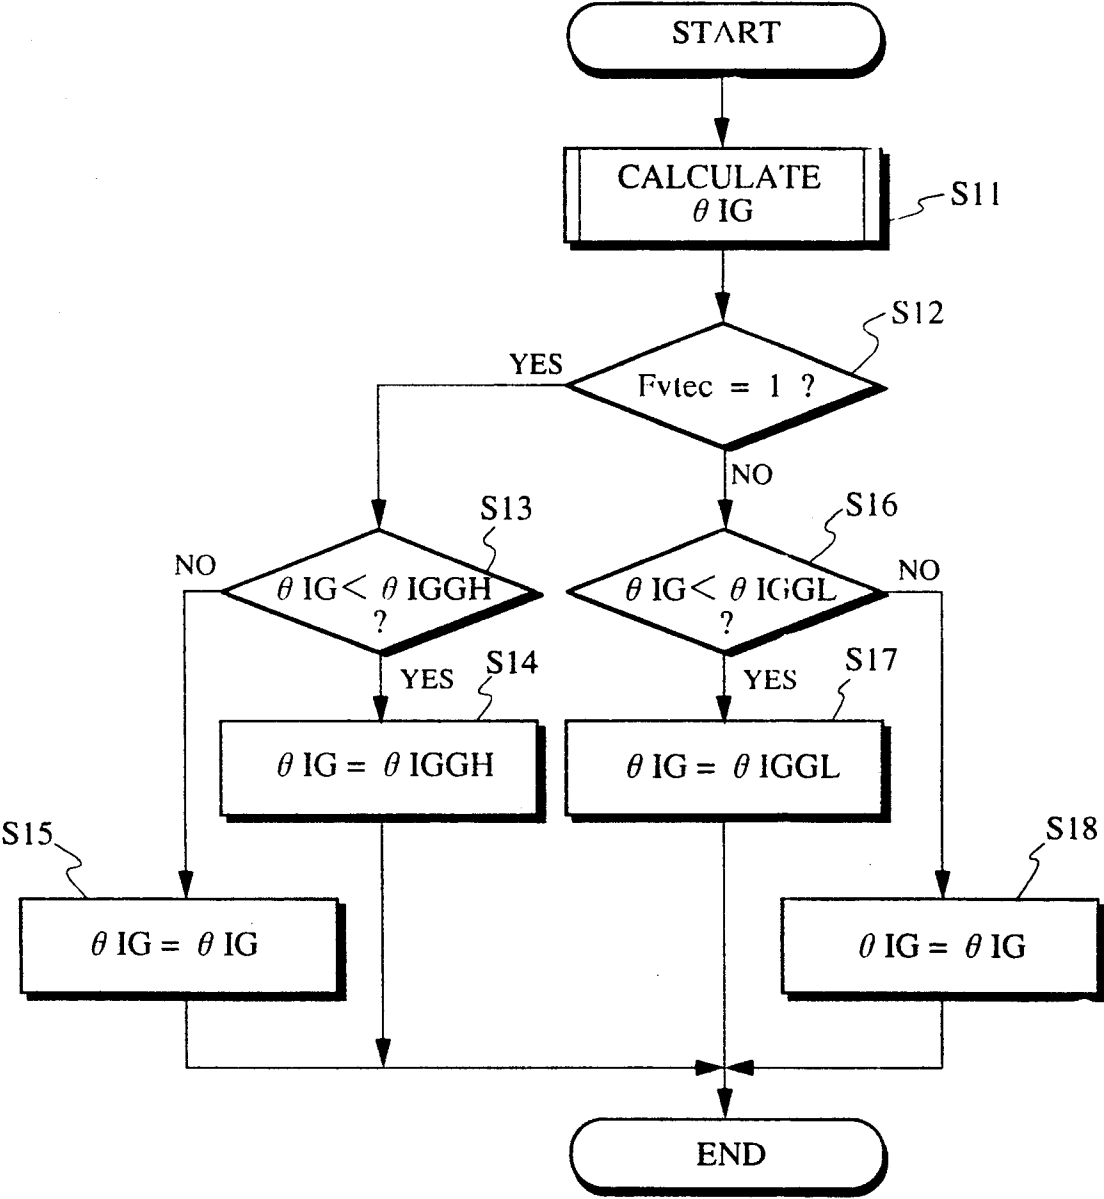 START
CALCULATE
θ IG
S11
S12
YES
Fvtec = 1 ?
NO
S13
S16
NO
θ IG < θ IGGH
?
θ IG < θ IGGL
?
NO
YES
S14
YES
S17
θ IG = θ IGGH
θ IG = θ IGGL
S15
S18
θ IG = θ IG
θ IG = θ IG
END